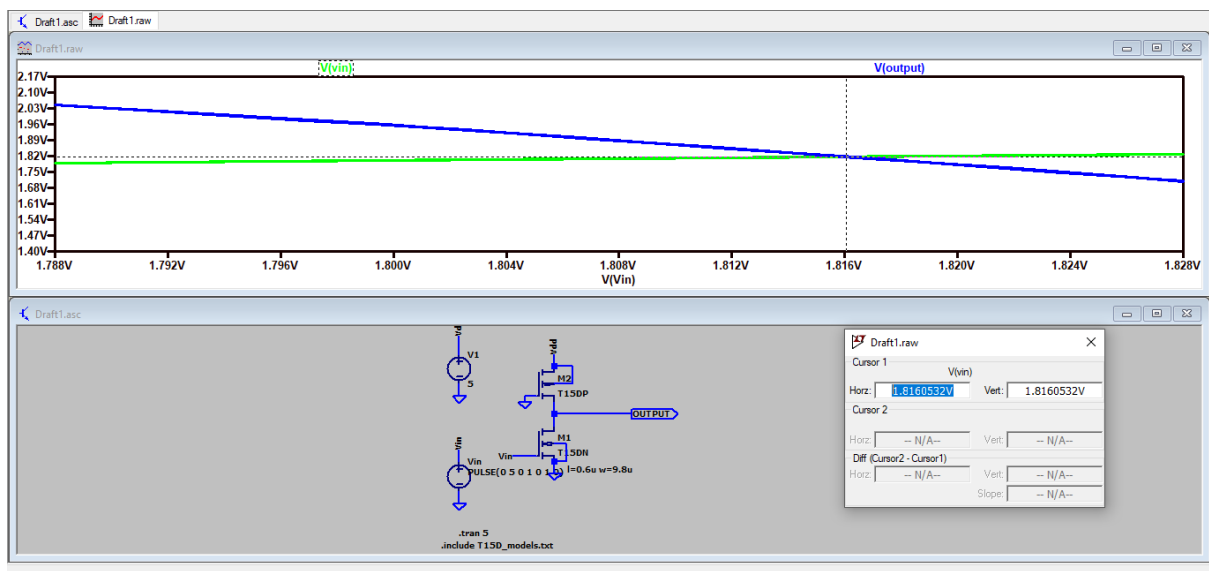 Draft1.asc Draft1.raw
Draft1.raw
V(vin) V(output)
2.17V
2.10V
2.03V
1.96V
1.89V
1.82V
1.75V
1.68V
1.61V
1.54V
1.47V
1.40V
1.788V 1.792V 1.796V 1.800V 1.804V 1.808V 1.812V 1.816V 1.820V 1.824V 1.828V
V(Vin)
Draft1.asc
V1
5
Vdd
M2
T15DP
OUTPUT
M1
T15DN
Vin
Vin
Vin
PULSE(0 5 0 1 0 1 0)
l=0.6u w=9.8u
.tran 5
.include T15D_models.txt
Draft1.raw
Cursor 1
V(vin)
Horz: 1.8160532V Vert: 1.8160532V
Cursor 2
Horz: -- N/A-- Vert: -- N/A--
Diff (Cursor2 - Cursor1)
Horz: -- N/A-- Vert: -- N/A--
Slope: -- N/A--